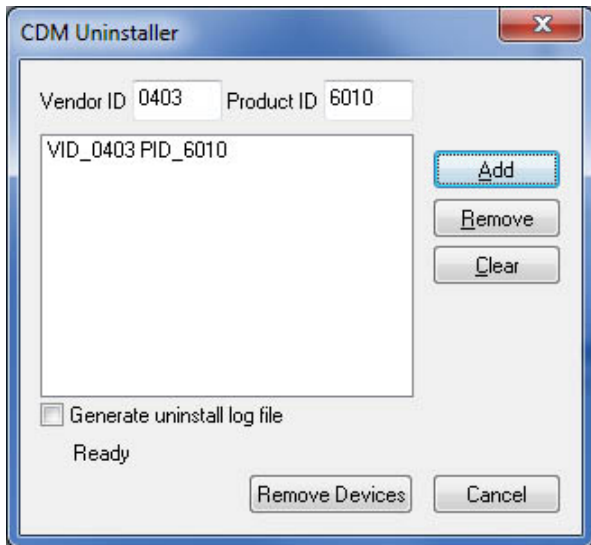 CDM Uninstaller
Vendor ID 0403 Product ID 6010
VID_0403 PID_6010
Add
Remove
Clear
Generate uninstall log file
Ready
Remove Devices Cancel